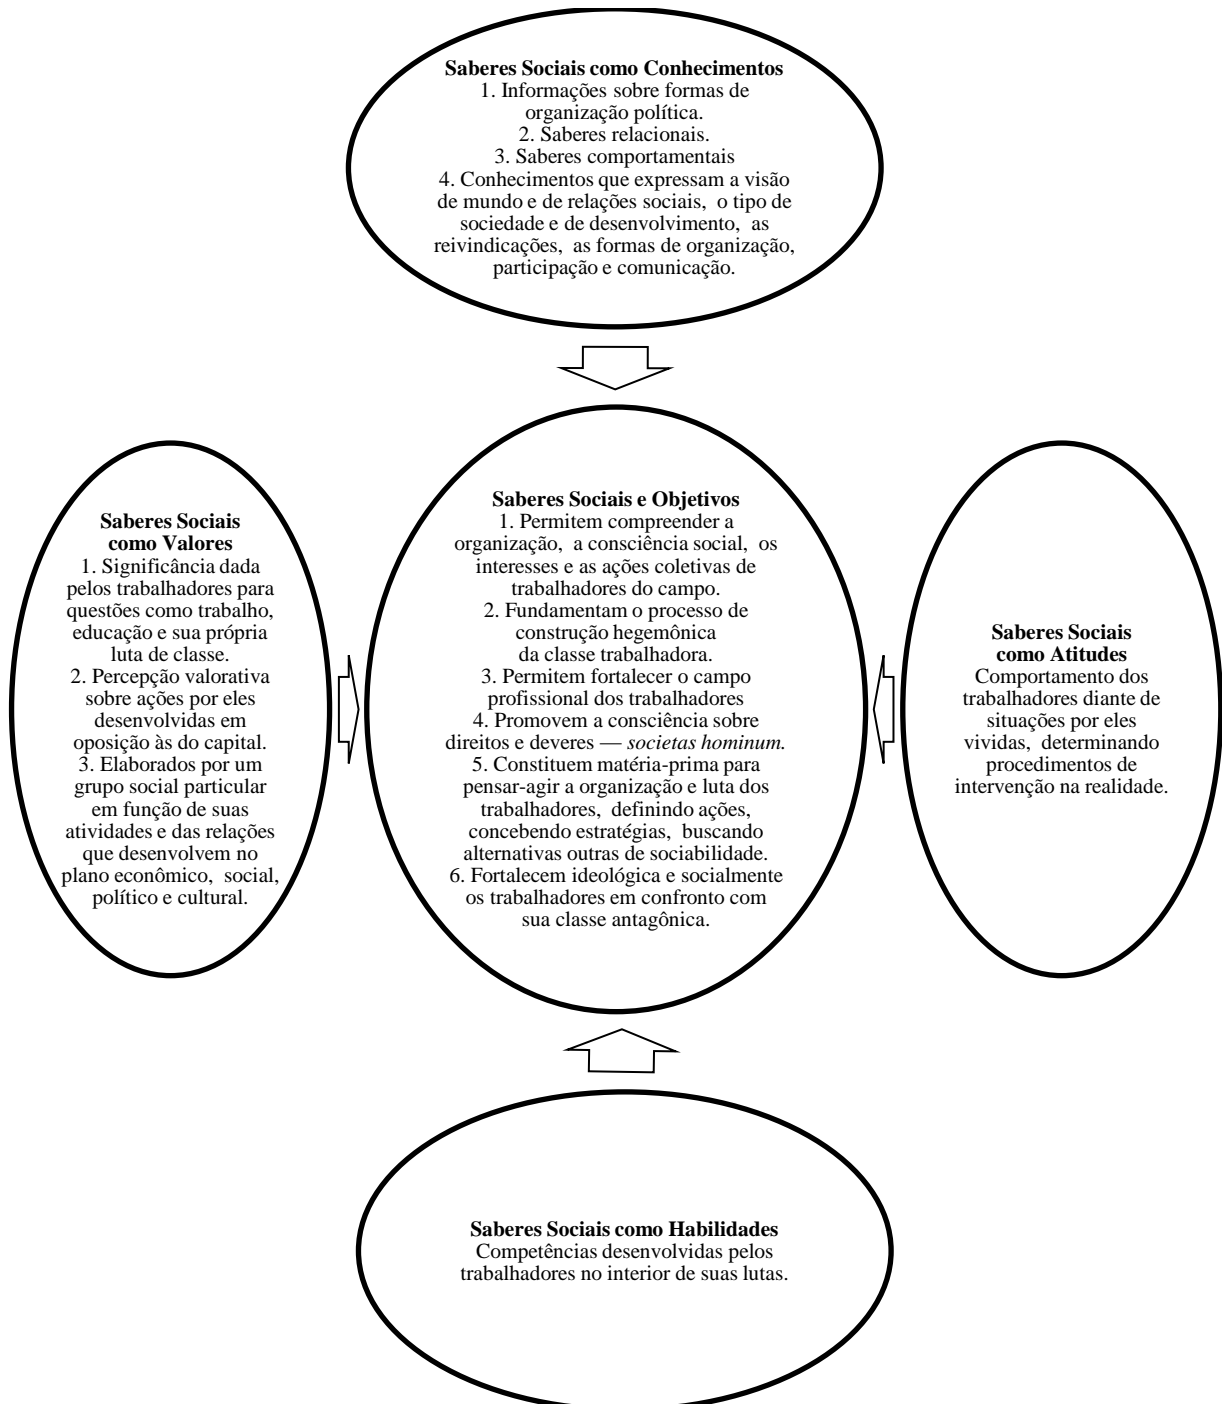 Saberes Sociais como Conhecimentos
1. Informações sobre formas de
organização política.
2. Saberes relacionais.
3. Saberes comportamentais
4. Conhecimentos que expressam a visão
de mundo e de relações sociais, o tipo de
sociedade e de desenvolvimento, as
reivindicações, as formas de organização,
participação e comunicação.
Saberes Sociais
como Valores
1. Significância dada
pelos trabalhadores para
questões como trabalho,
educação e sua própria
luta de classe.
2. Percepção valorativa
sobre ações por eles
desenvolvidas em
oposição às do capital.
3. Elaborados por um
grupo social particular
em função de suas
atividades e das relações
que desenvolvem no
plano econômico, social,
político e cultural.
Saberes Sociais e Objetivos
1. Permitem compreender a
organização, a consciência social, os
interesses e as ações coletivas de
trabalhadores do campo.
2. Fundamentam o processo de
construção hegemônica
da classe trabalhadora.
3. Permitem fortalecer o campo
profissional dos trabalhadores
4. Promovem a consciência sobre
direitos e deveres — societas hominum.
5. Constituem matéria-prima para
pensar-agir a organização e luta dos
trabalhadores, definindo ações,
concebendo estratégias, buscando
alternativas outras de sociabilidade.
6. Fortalecem ideológica e socialmente
os trabalhadores em confronto com
sua classe antagônica.
Saberes Sociais
como Atitudes
Comportamento dos
trabalhadores diante de
situações por eles
vividas, determinando
procedimentos de
intervenção na realidade.
Saberes Sociais como Habilidades
Competências desenvolvidas pelos
trabalhadores no interior de suas lutas.